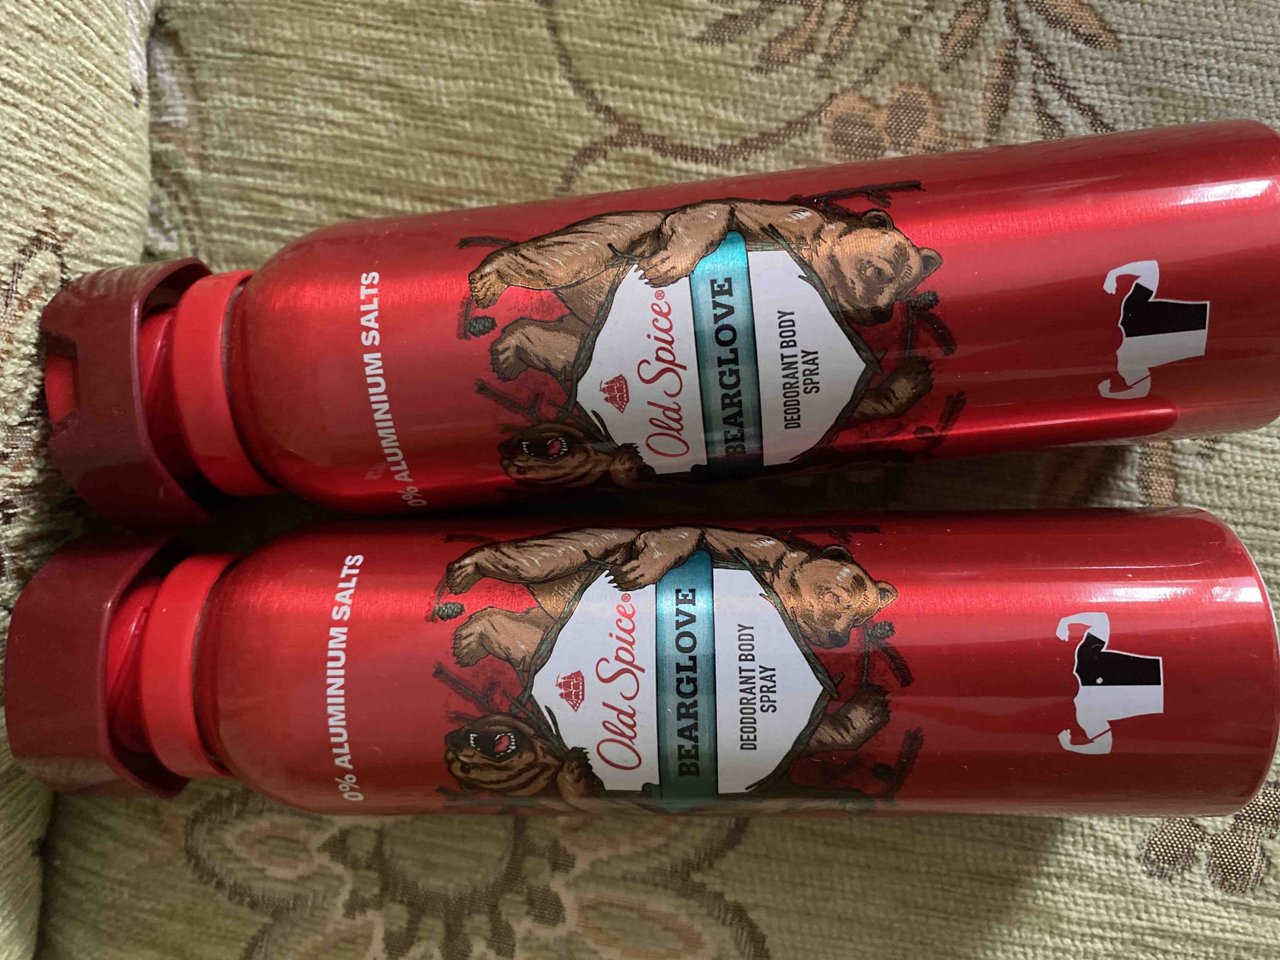 0% ALUMINIUM SALTS
Old Spice®
BEARGLOVE
DEODORANT BODY
SPRAY
0% ALUMINIUM SALTS
Old Spice®
BEARGLOVE
DEODORANT BODY
SPRAY